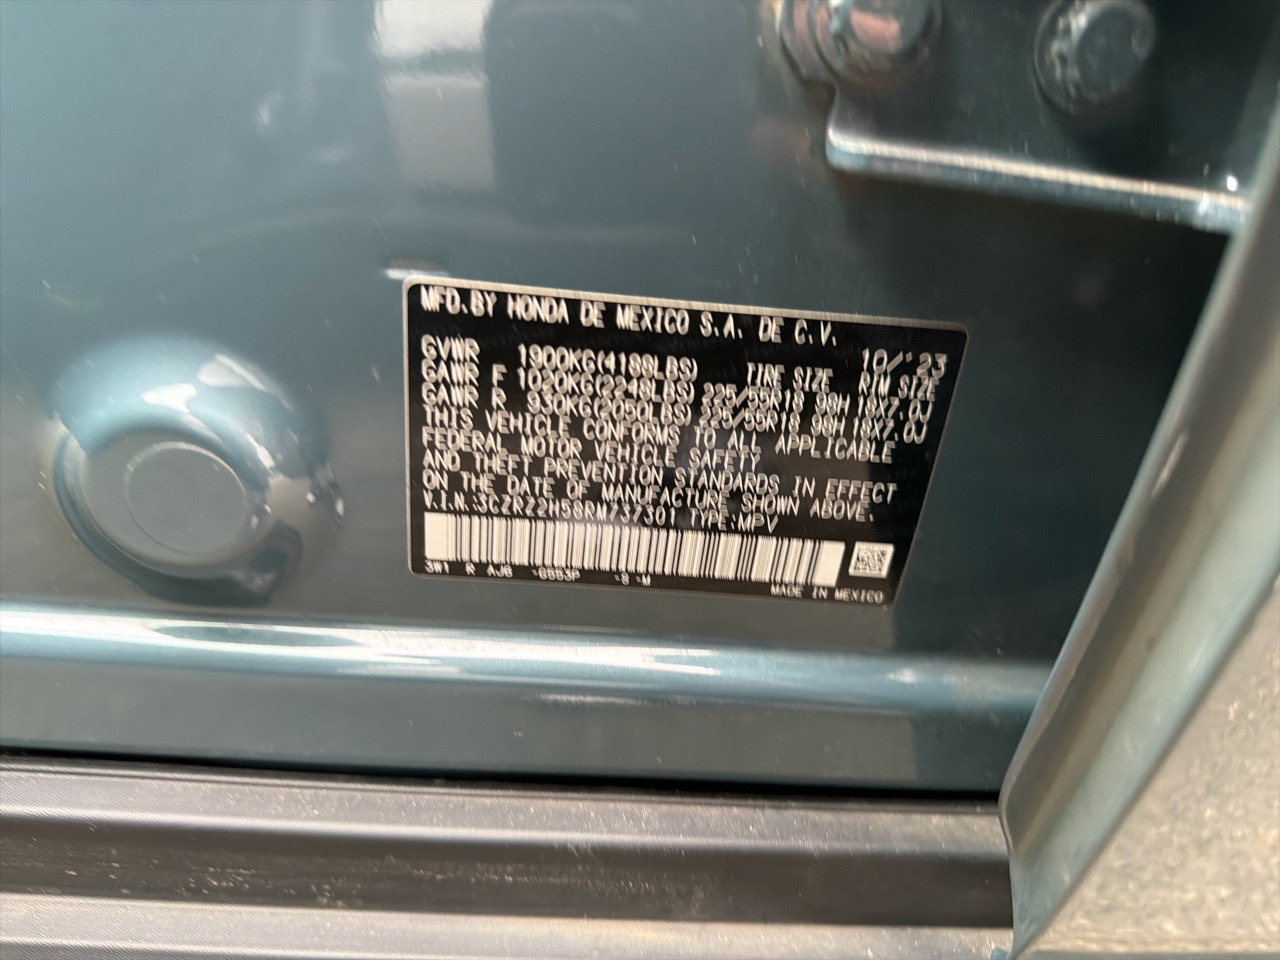 MFD.BY HONDA DE MEXICO S.A. DE C.V.
10/'23
GVWR 1900KG(4188LBS) TIRE SIZE RIM SIZE
GAWR F 1020KG(2248LBS) 225/55R18 98H 18X7.0J
GAWR R 930KG(2050LBS) 225/55R18 98H 18X7.0J
THIS VEHICLE CONFORMS TO ALL APPLICABLE
FEDERAL MOTOR VEHICLE SAFETY
AND THEFT PREVENTION STANDARDS IN EFFECT
ON THE DATE OF MANUFACTURE SHOWN ABOVE.
V.I.N.:3CZRZ2H58RM737301 TYPE:MPV
3W1 R AJG -S -M
MADE IN MEXICO